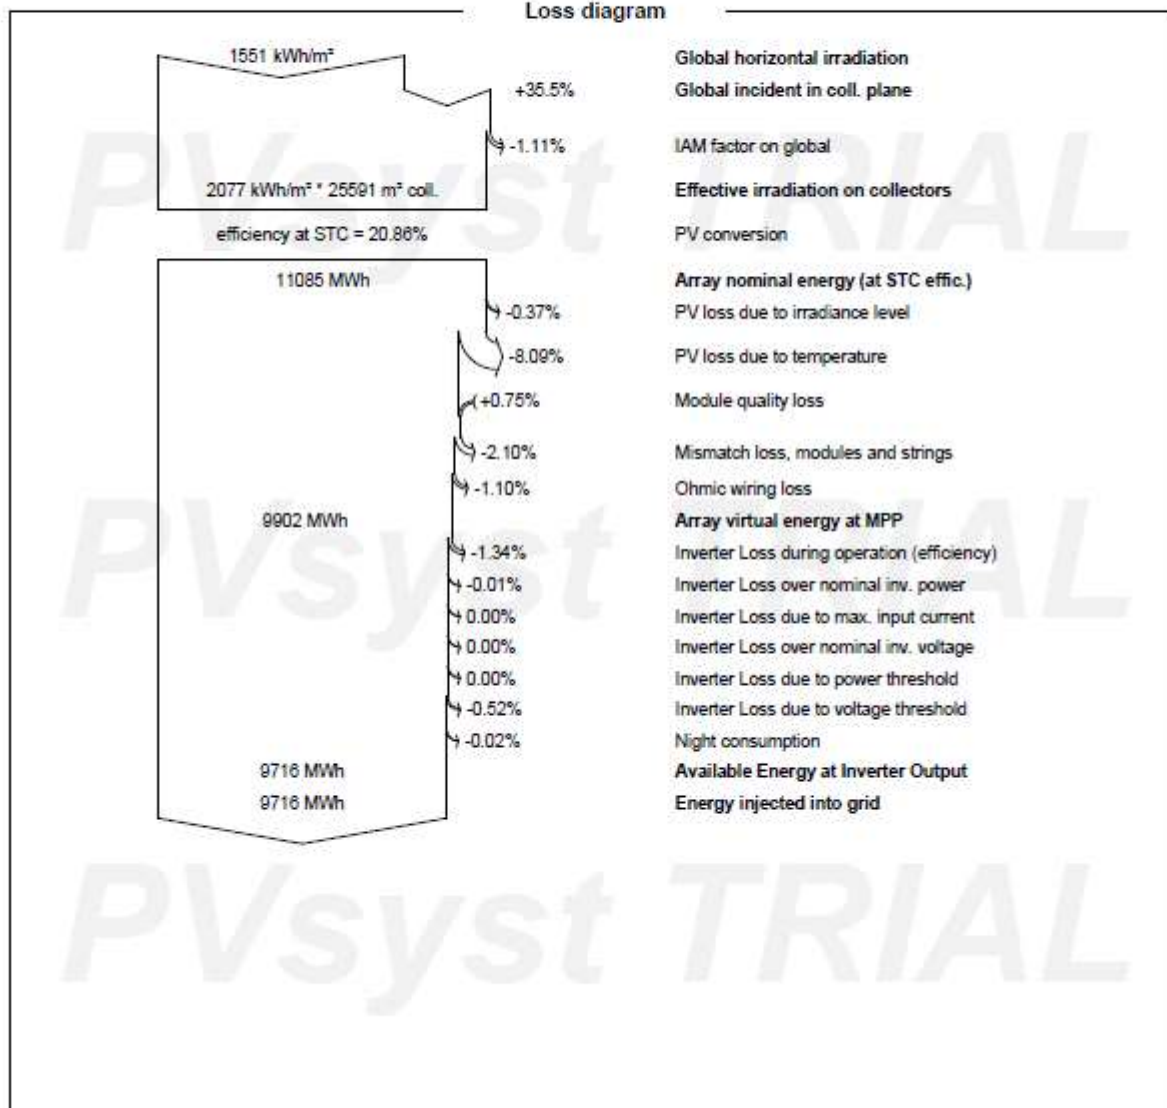 Loss diagram
1551 kWh/m² Global horizontal irradiation
+35.5% Global incident in coll. plane
-1.11% IAM factor on global
2077 kWh/m² * 25591 m² coll. Effective irradiation on collectors
efficiency at STC = 20.86% PV conversion
11085 MWh Array nominal energy (at STC effic.)
-0.37% PV loss due to irradiance level
-8.09% PV loss due to temperature
+0.75% Module quality loss
-2.10% Mismatch loss, modules and strings
-1.10% Ohmic wiring loss
9902 MWh Array virtual energy at MPP
-1.34% Inverter Loss during operation (efficiency)
-0.01% Inverter Loss over nominal inv. power
0.00% Inverter Loss due to max. input current
0.00% Inverter Loss over nominal inv. voltage
0.00% Inverter Loss due to power threshold
-0.52% Inverter Loss due to voltage threshold
-0.02% Night consumption
9716 MWh Available Energy at Inverter Output
9716 MWh Energy injected into grid
PVsyst TRIAL
PVsyst TRIAL
PVsyst TRIAL